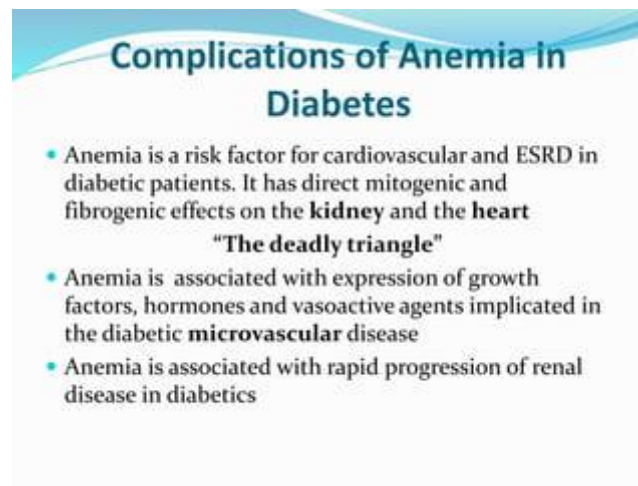 Complications of Anemia in
Diabetes
• Anemia is a risk factor for cardiovascular and ESRD in
diabetic patients. It has direct mitogenic and
fibrogenic effects on the kidney and the heart
“The deadly triangle”
• Anemia is associated with expression of growth
factors, hormones and vasoactive agents implicated in
the diabetic microvascular disease
• Anemia is associated with rapid progression of renal
disease in diabetics